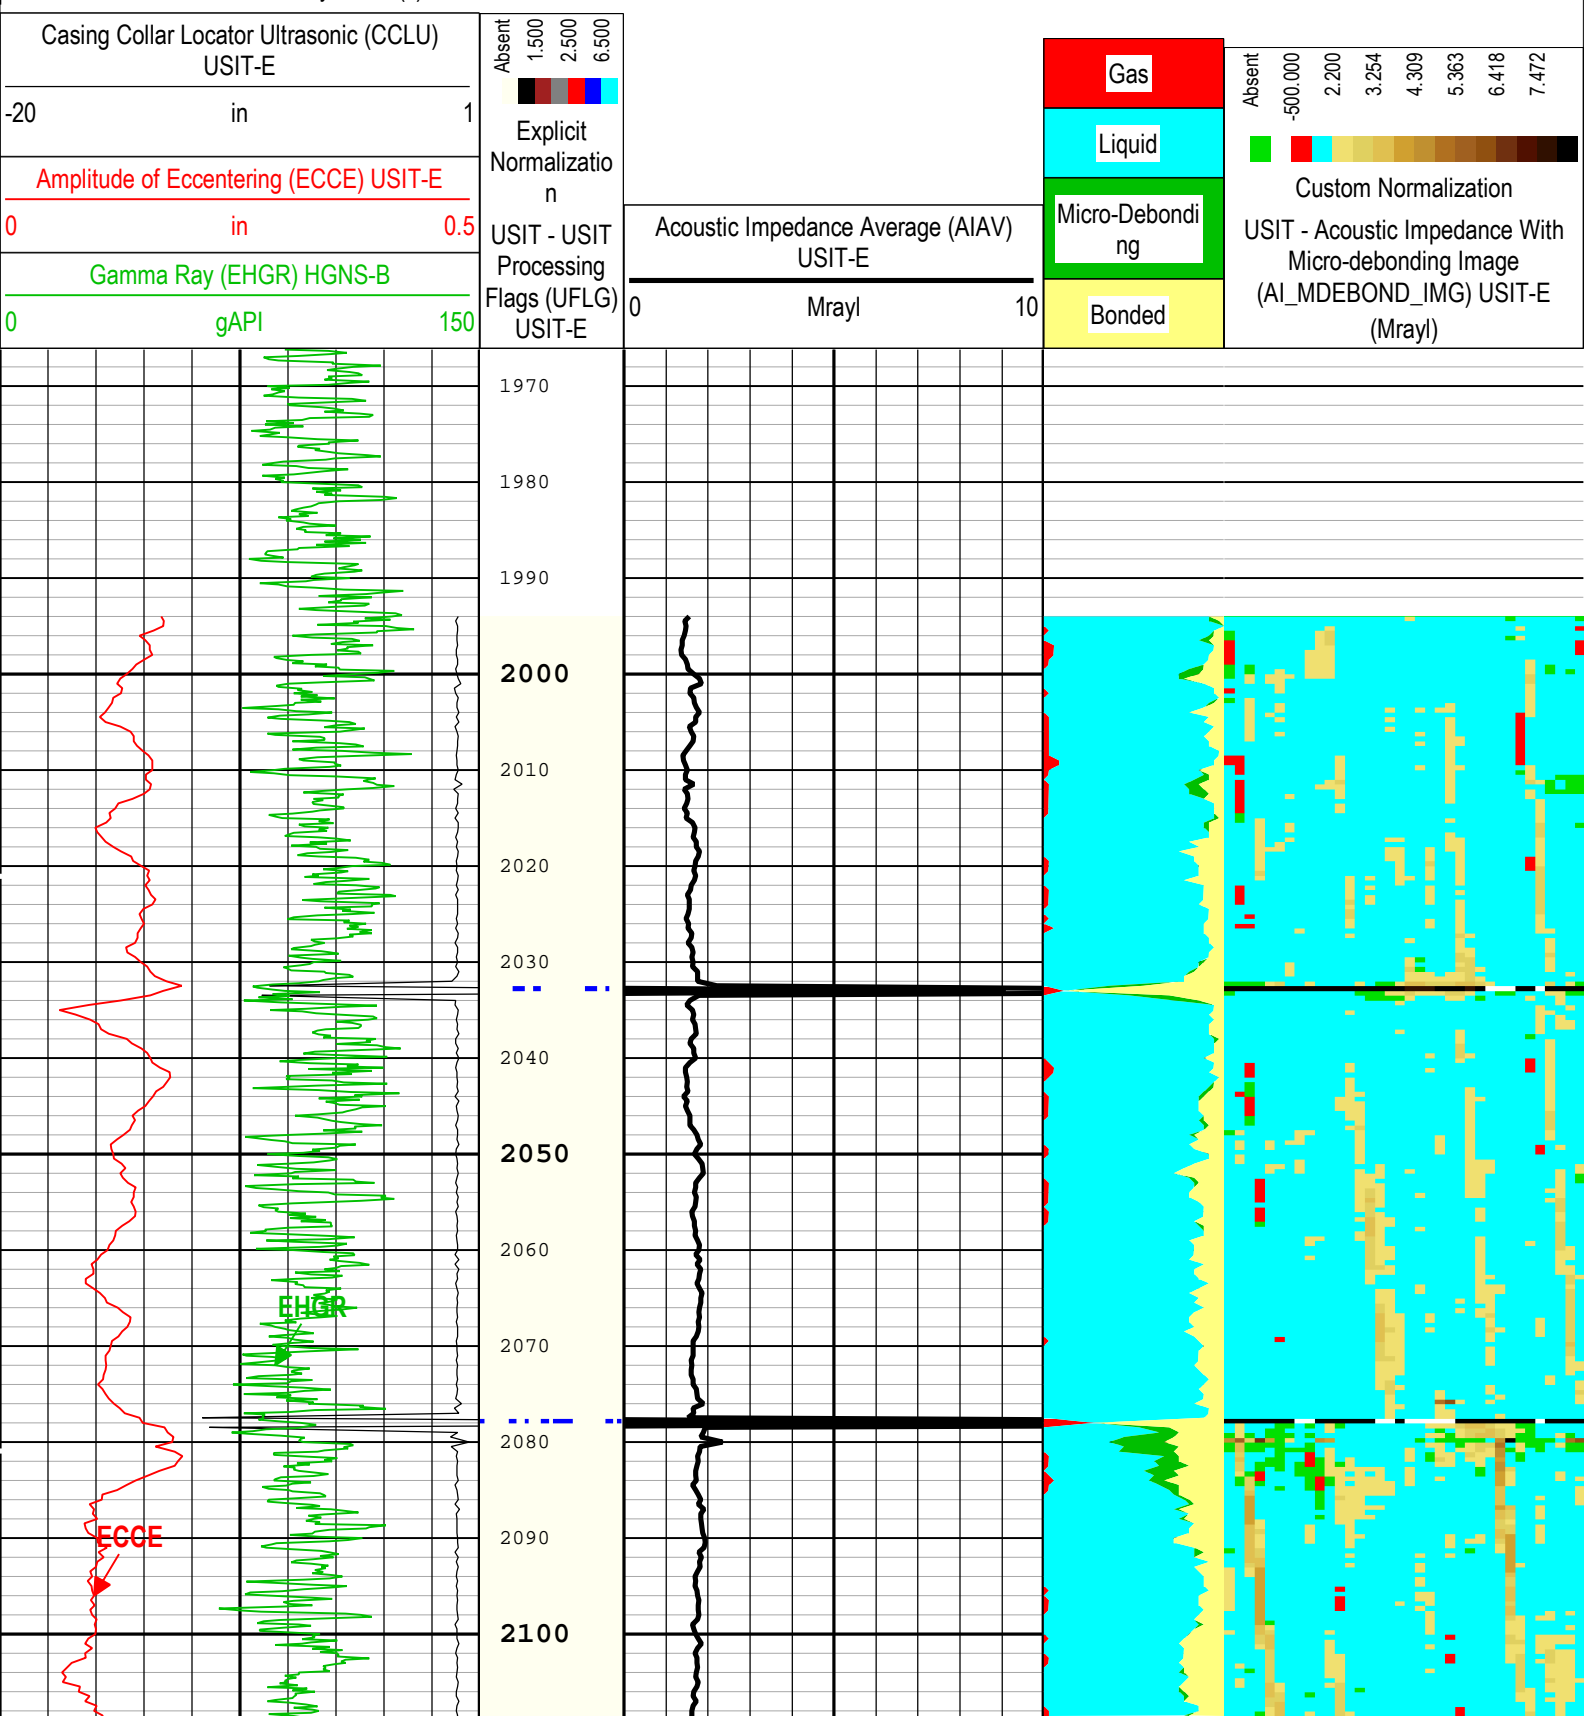 Casing Collar Locator Ultrasonic (CCLU)
USIT-E
-20 in 1
Amplitude of Eccentering (ECCE) USIT-E
0 in 0.5
Gamma Ray (EHGR) HGNS-B
0 gAPI 150
Absent
1.500
2.500
6.500
Explicit
Normalizatio
n
USIT - USIT
Processing
Flags (UFLG)
USIT-E
Acoustic Impedance Average (AIAV)
USIT-E
0 Mrayl 10
Gas
Liquid
Micro-Debondi
ng
Bonded
Absent
-500.000
2.200
3.254
4.309
5.363
6.418
7.472
Custom Normalization
USIT - Acoustic Impedance With
Micro-debonding Image
(AI_MDEBOND_IMG) USIT-E
(Mrayl)
1970
1980
1990
2000
2010
2020
2030
2040
2050
2060
EHGR
2070
2080
2090
ECCE
2100